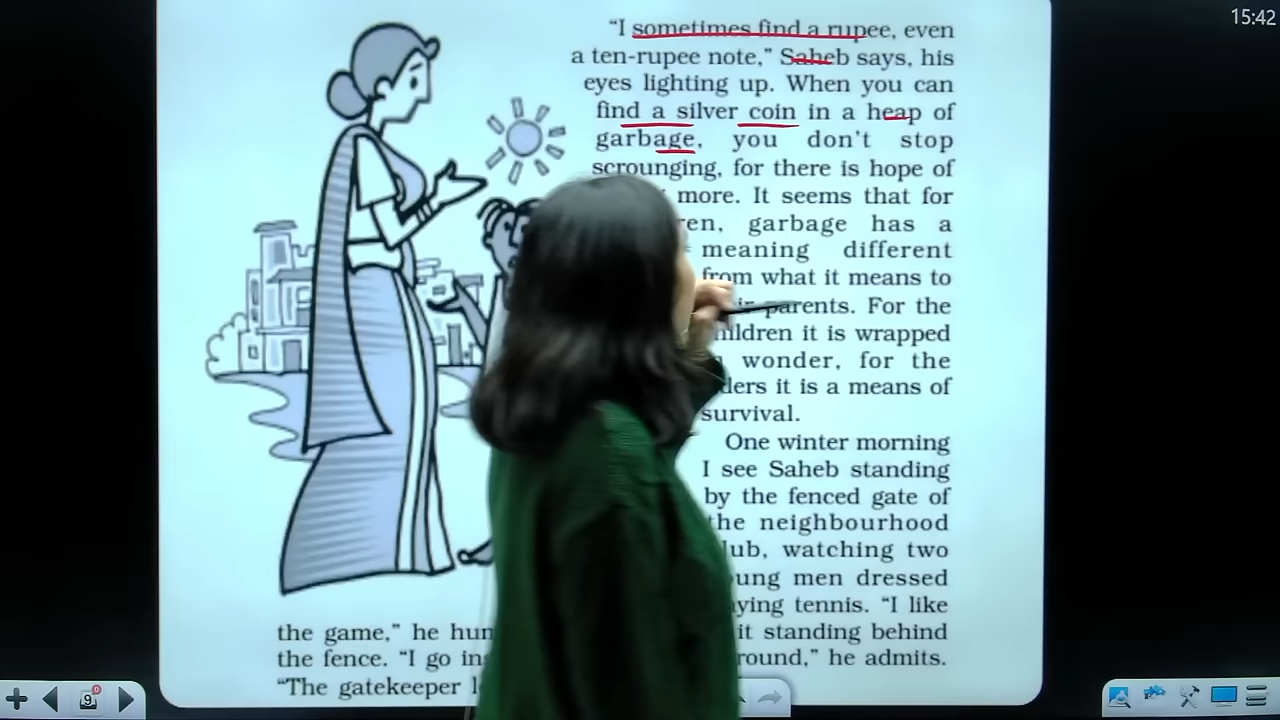 15:42
“I sometimes find a rupee, even
a ten-rupee note,” Saheb says, his
eyes lighting up. When you can
find a silver coin in a heap of
garbage, you don’t stop
scrounging, for there is hope of
more. It seems that for
garbage has a
meaning different
from what it means to
parents. For the
it is wrapped
wonder, for the
it is a means of
survival.
One winter morning
I see Saheb standing
by the fenced gate of
the neighbourhood
watching two
men dressed
tennis. “I like
the game,” he it standing behind
the fence. “I go he admits.
“The gatekeeper
9
0